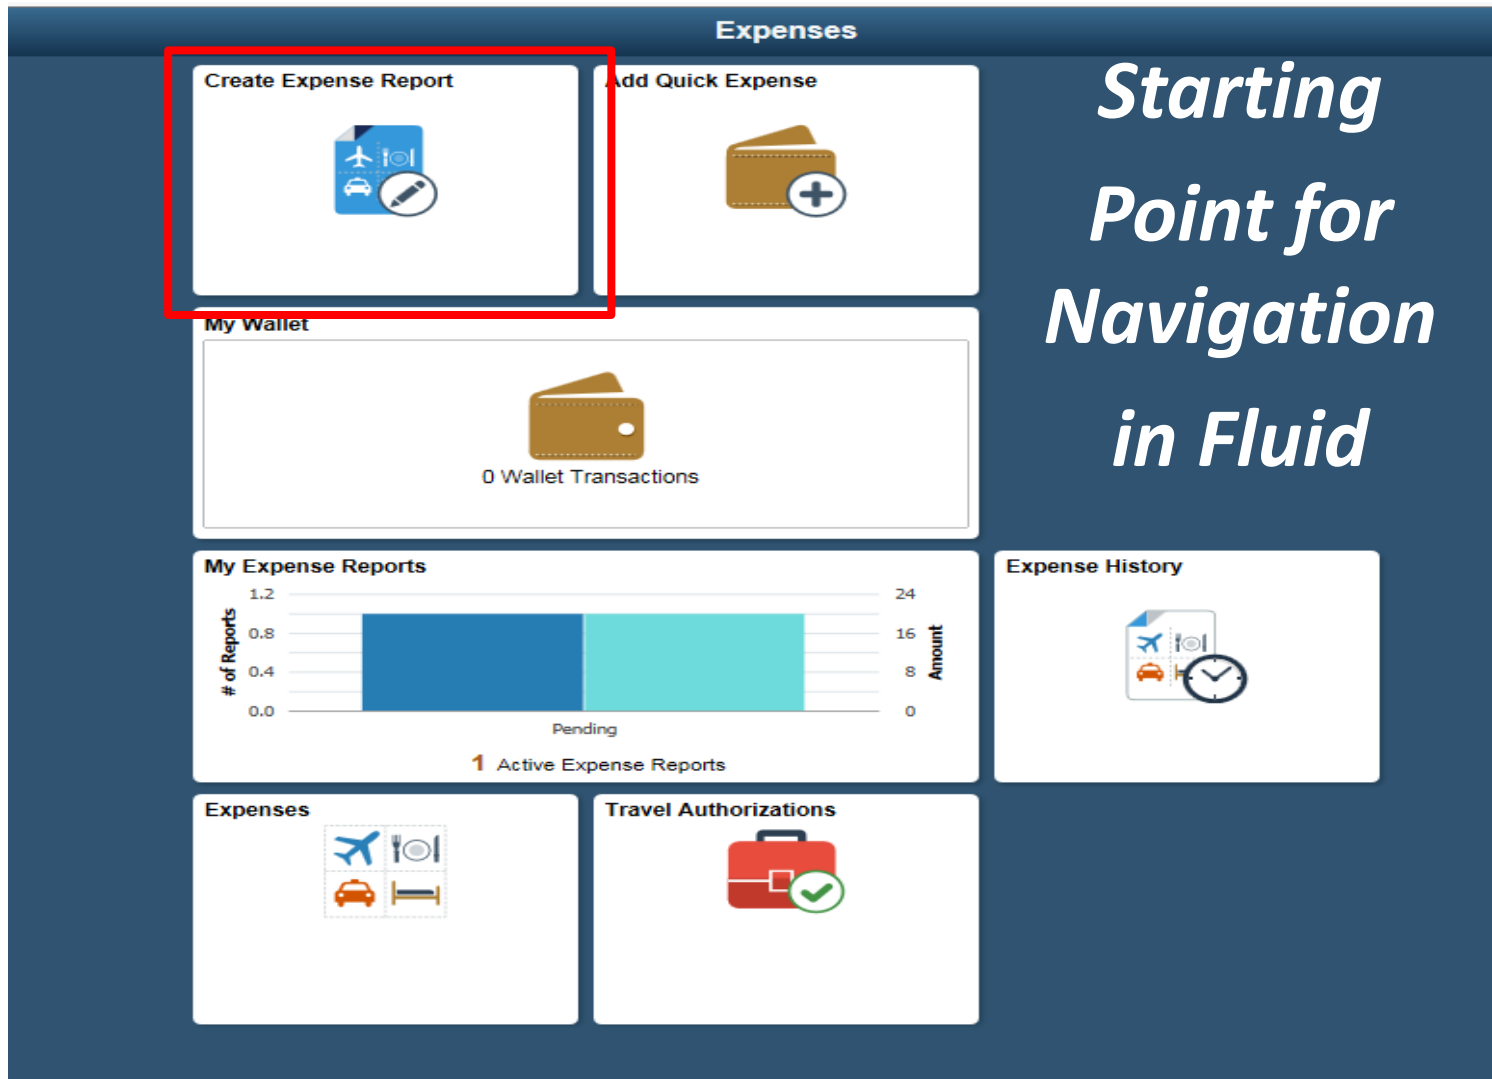 Expenses
Create Expense Report
Add Quick Expense
Starting
Point for
Navigation
in Fluid
My Wallet
0 Wallet Transactions
My Expense Reports
# of Reports
1.2
0.8
0.4
0.0
24
16
8
0
Amount
Pending
1 Active Expense Reports
Expense History
Expenses
Travel Authorizations